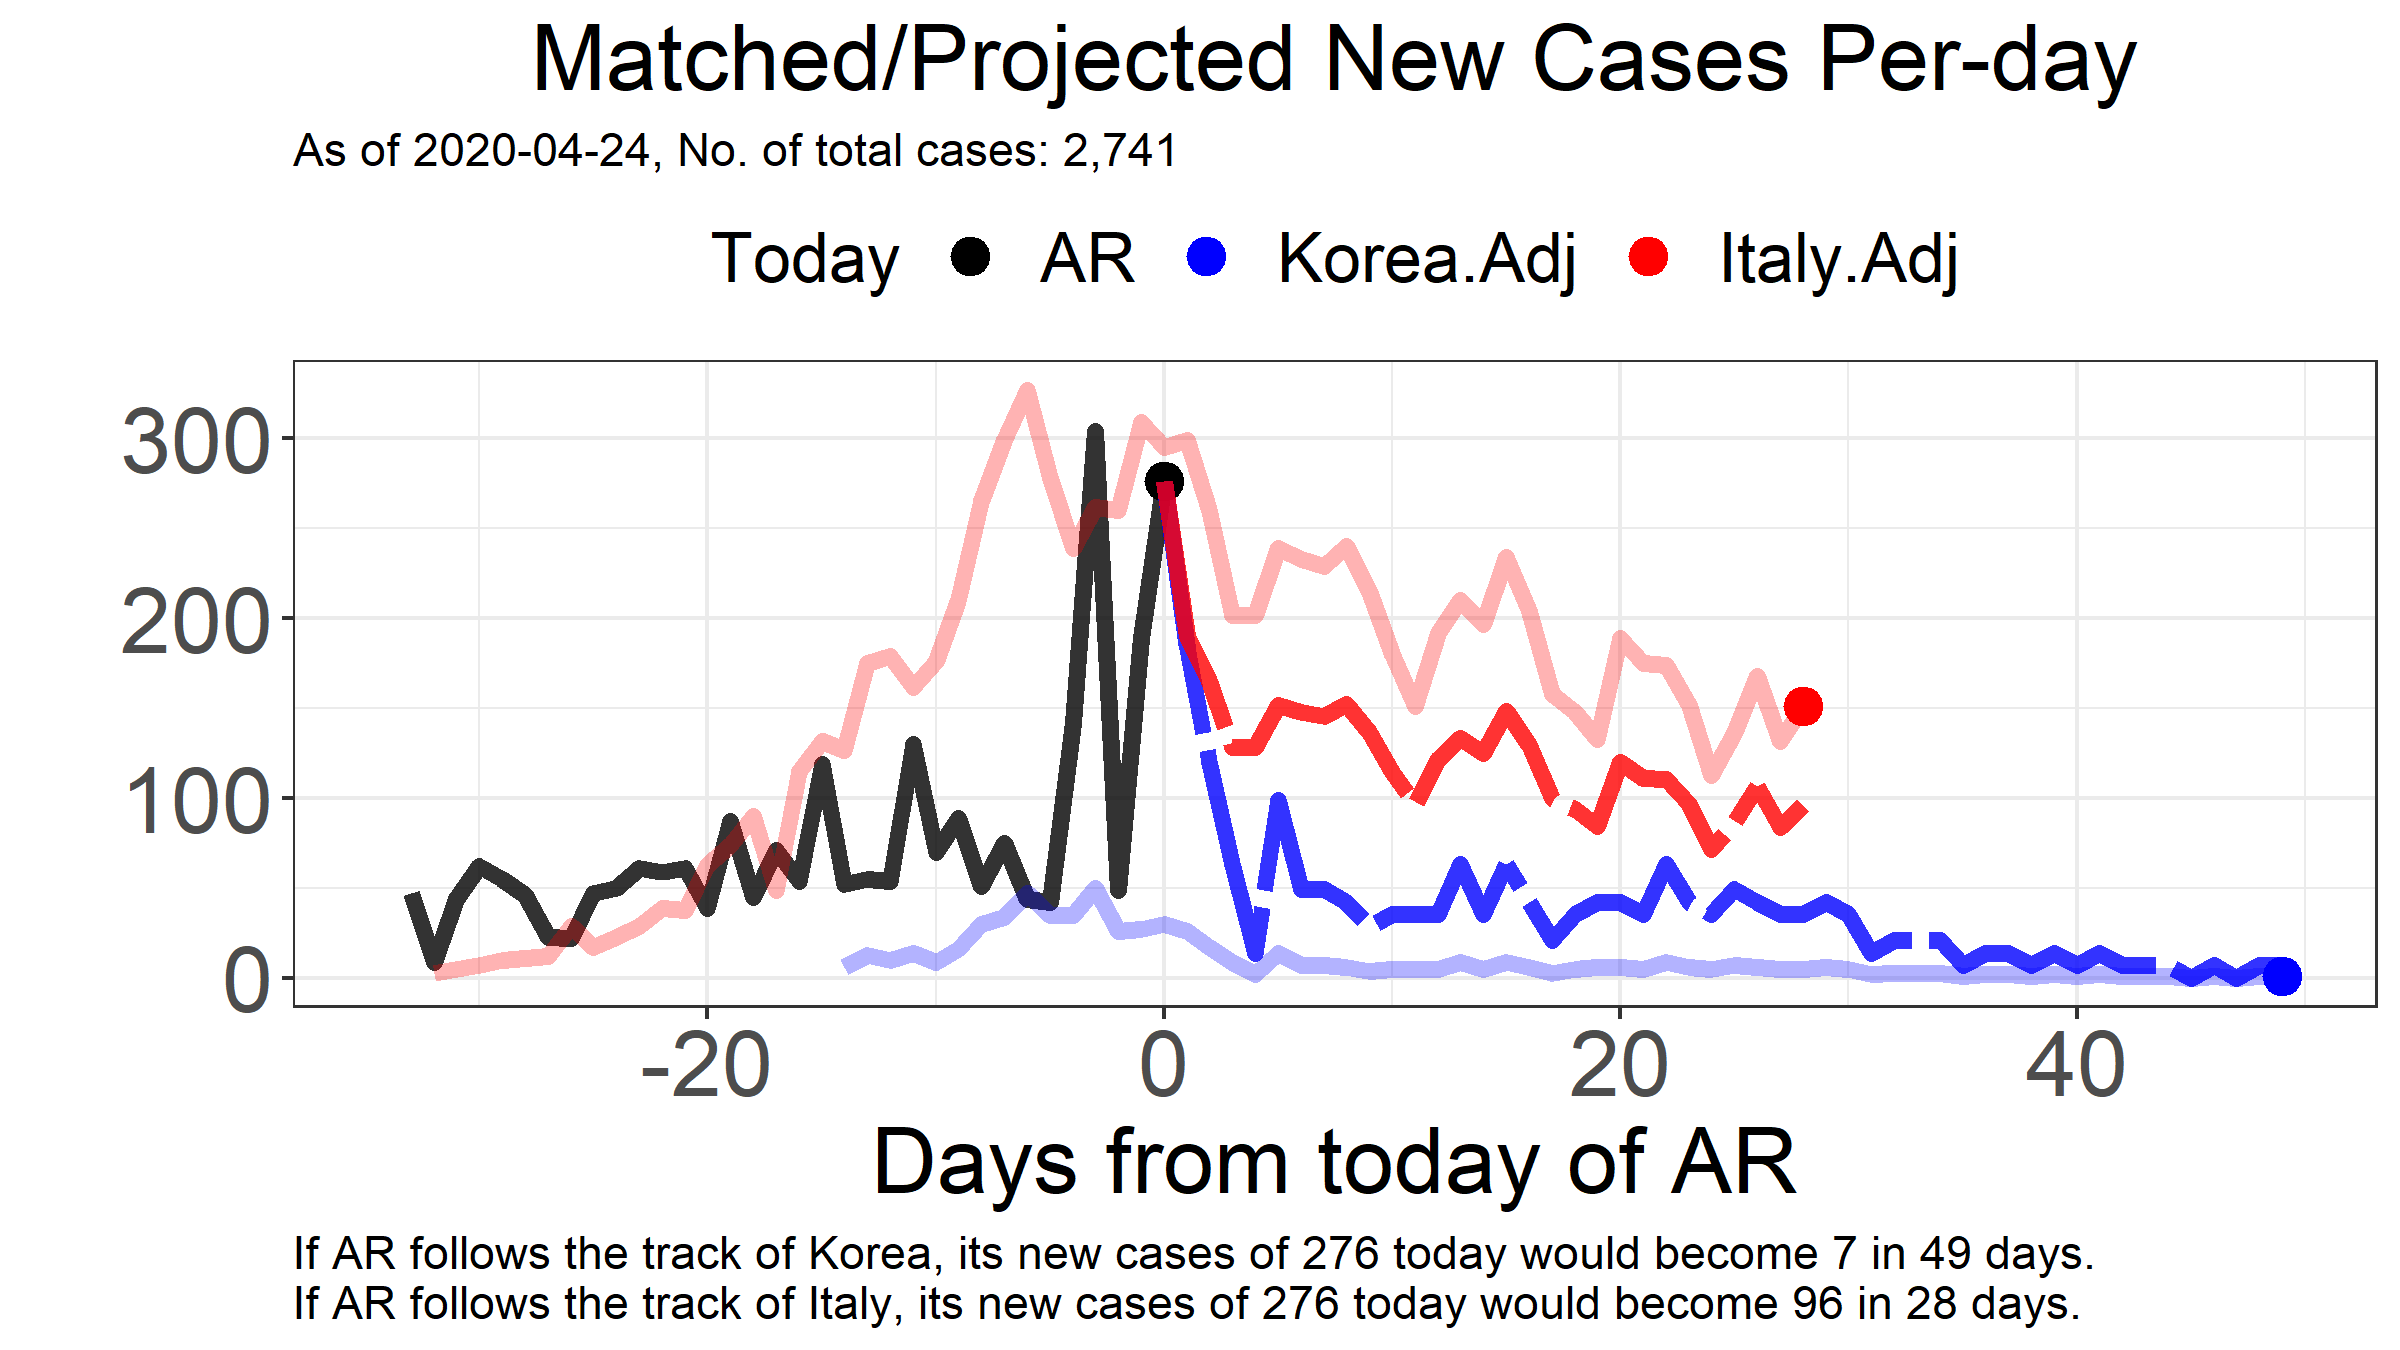 Matched/Projected New Cases Per-day
As of 2020-04-24, No. of total cases: 2,741
Today AR Korea.Adj Italy.Adj
300
200
100
0
-20 0 20 40
Days from today of AR
If AR follows the track of Korea, its new cases of 276 today would become 7 in 49 days.
If AR follows the track of Italy, its new cases of 276 today would become 96 in 28 days.